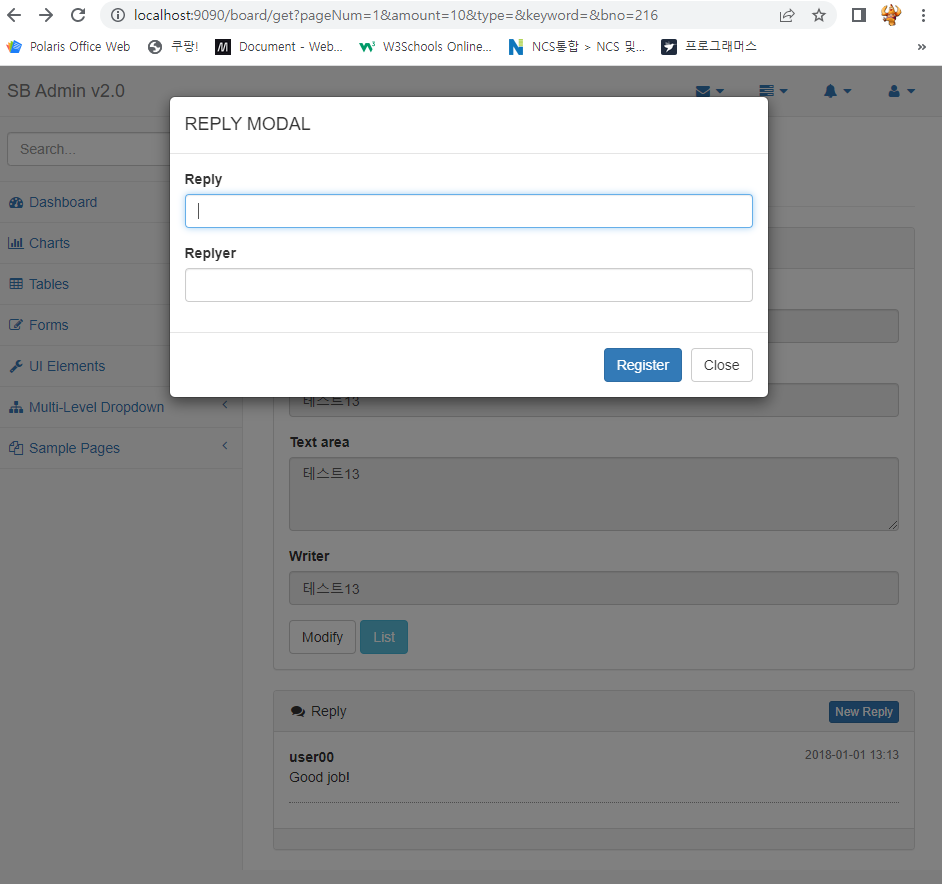 localhost:9090/board/get?pageNum=1&amount=10&type=&keyword=&bno=216
Polaris Office Web 쿠팡! Document - Web... W3Schools Online... NCS통합 > NCS 및... 프로그래머스 »
SB Admin v2.0
REPLY MODAL
Search...
Reply
Replyer
Register Close
Dashboard
Charts
Tables
Forms
UI Elements
Multi-Level Dropdown
Sample Pages
테스트13
Text area
테스트13
Writer
테스트13
Modify List
Reply New Reply
user00 2018-01-01 13:13
Good job!